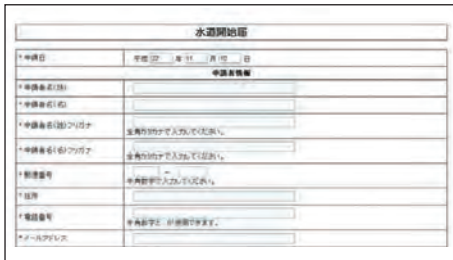 水道開始届
*申請日
平成 22 年 11 月 10 日
申請者情報
*申請者名(姓)
*申請者名(名)
*申請者名(姓)フリガナ
全角カタカナで入力してください。
*申請者名(名)フリガナ
全角カタカナで入力してください。
*郵便番号
-
半角数字で入力してください。
*住所
*電話番号
半角数字と - が使用できます。
*メールアドレス